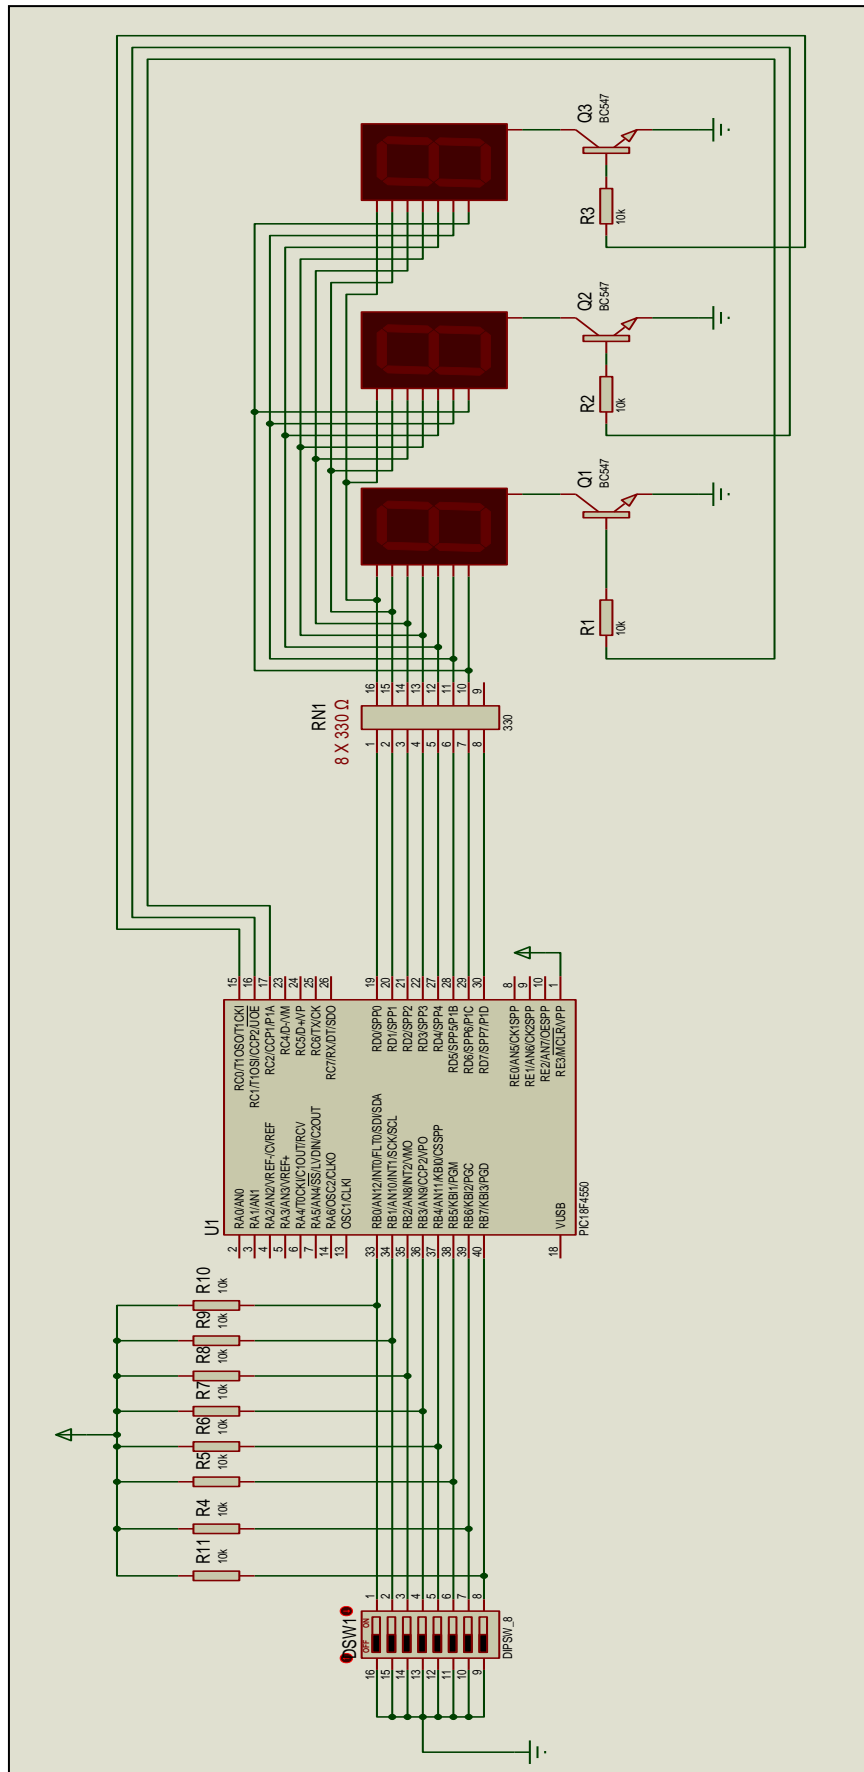 Q3
BC547
R3
10k
Q2
BC547
R2
10k
Q1
BC547
R1
10k
RN1
8 X 330 Ω
330
16
15
14
13
12
11
10
9
1
2
3
4
5
6
7
8
U1
PIC18F4550
15
16
17
23
24
25
26
RC0/T1OSO/T1CKI
RC1/T1OSI/CCP2/UOE
RC2/CCP1/P1A
RC4/D-/VM
RC5/D+/VP
RC6/TX/CK
RC7/RX/DT/SDO
19
20
21
22
27
28
29
30
RD0/SPP0
RD1/SPP1
RD2/SPP2
RD3/SPP3
RD4/SPP4
RD5/SPP5/P1B
RD6/SPP6/P1C
RD7/SPP7/P1D
8
9
10
1
RE0/AN5/CK1SPP
RE1/AN6/CK2SPP
RE2/AN7/OESPP
RE3/MCLR/VPP
RA0/AN0
RA1/AN1
RA2/AN2/VREF-/CVREF
RA3/AN3/VREF+
RA4/T0CKI/C1OUT/RCV
RA5/AN4/SS/LVDIN/C2OUT
RA6/OSC2/CLKO
OSC1/CLKI
2
3
4
5
6
7
14
13
RB0/AN12/INT0/FLT0/SDI/SDA
RB1/AN10/INT1/SCK/SCL
RB2/AN8/INT2/VMO
RB3/AN9/CCP2/VPO
RB4/AN11/KBI0/CSSPP
RB5/KBI1/PGM
RB6/KBI2/PGC
RB7/KBI3/PGD
33
34
35
36
37
38
39
40
VUSB
18
R10
10k
R9
10k
R8
10k
R7
10k
R6
10k
R5
10k
R4
10k
R11
10k
DSW1
DIPSW_8
OFF
ON
1
2
3
4
5
6
7
8
16
15
14
13
12
11
10
9